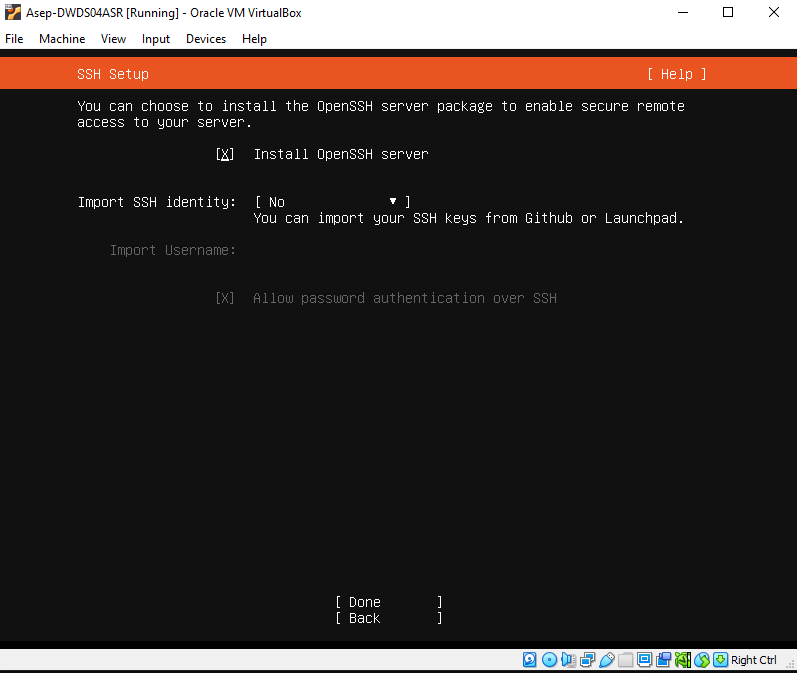 Asep-DWDS04ASR [Running] - Oracle VM VirtualBox
File Machine View Input Devices Help
SSH Setup [ Help ]
You can choose to install the OpenSSH server package to enable secure remote
access to your server.
[X] Install OpenSSH server
Import SSH identity: [ No ▾ ]
You can import your SSH keys from Github or Launchpad.
Import Username:
[X] Allow password authentication over SSH
[ Done ]
[ Back ]
Right Ctrl